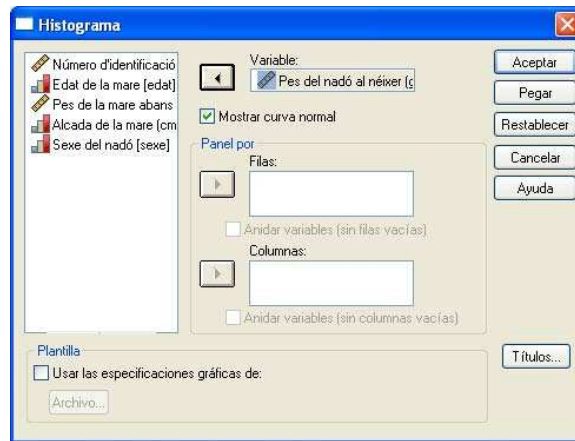 Histograma
Número d'identificació
Edat de la mare [edat]
Pes de la mare abans
Alcada de la mare (cm
Sexe del nadó [sexe]
Variable:
Pes del nadó al néixer (g
Mostrar curva normal
Panel por
Filas:
Anidar variables (sin filas vacías)
Columnas:
Anidar variables (sin columnas vacías)
Aceptar
Pegar
Restablecer
Cancelar
Ayuda
Plantilla
Usar las especificaciones gráficas de:
Archivo...
Títulos...